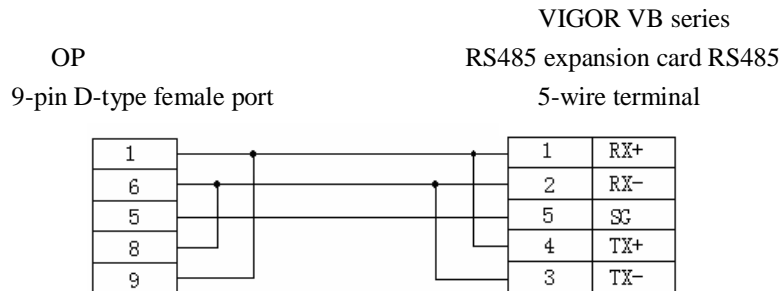 VIGOR VB series
OP RS485 expansion card RS485
9-pin D-type female port 5-wire terminal
1 1 RX+
6 2 RX-
5 5 SG
8 4 TX+
9 3 TX-